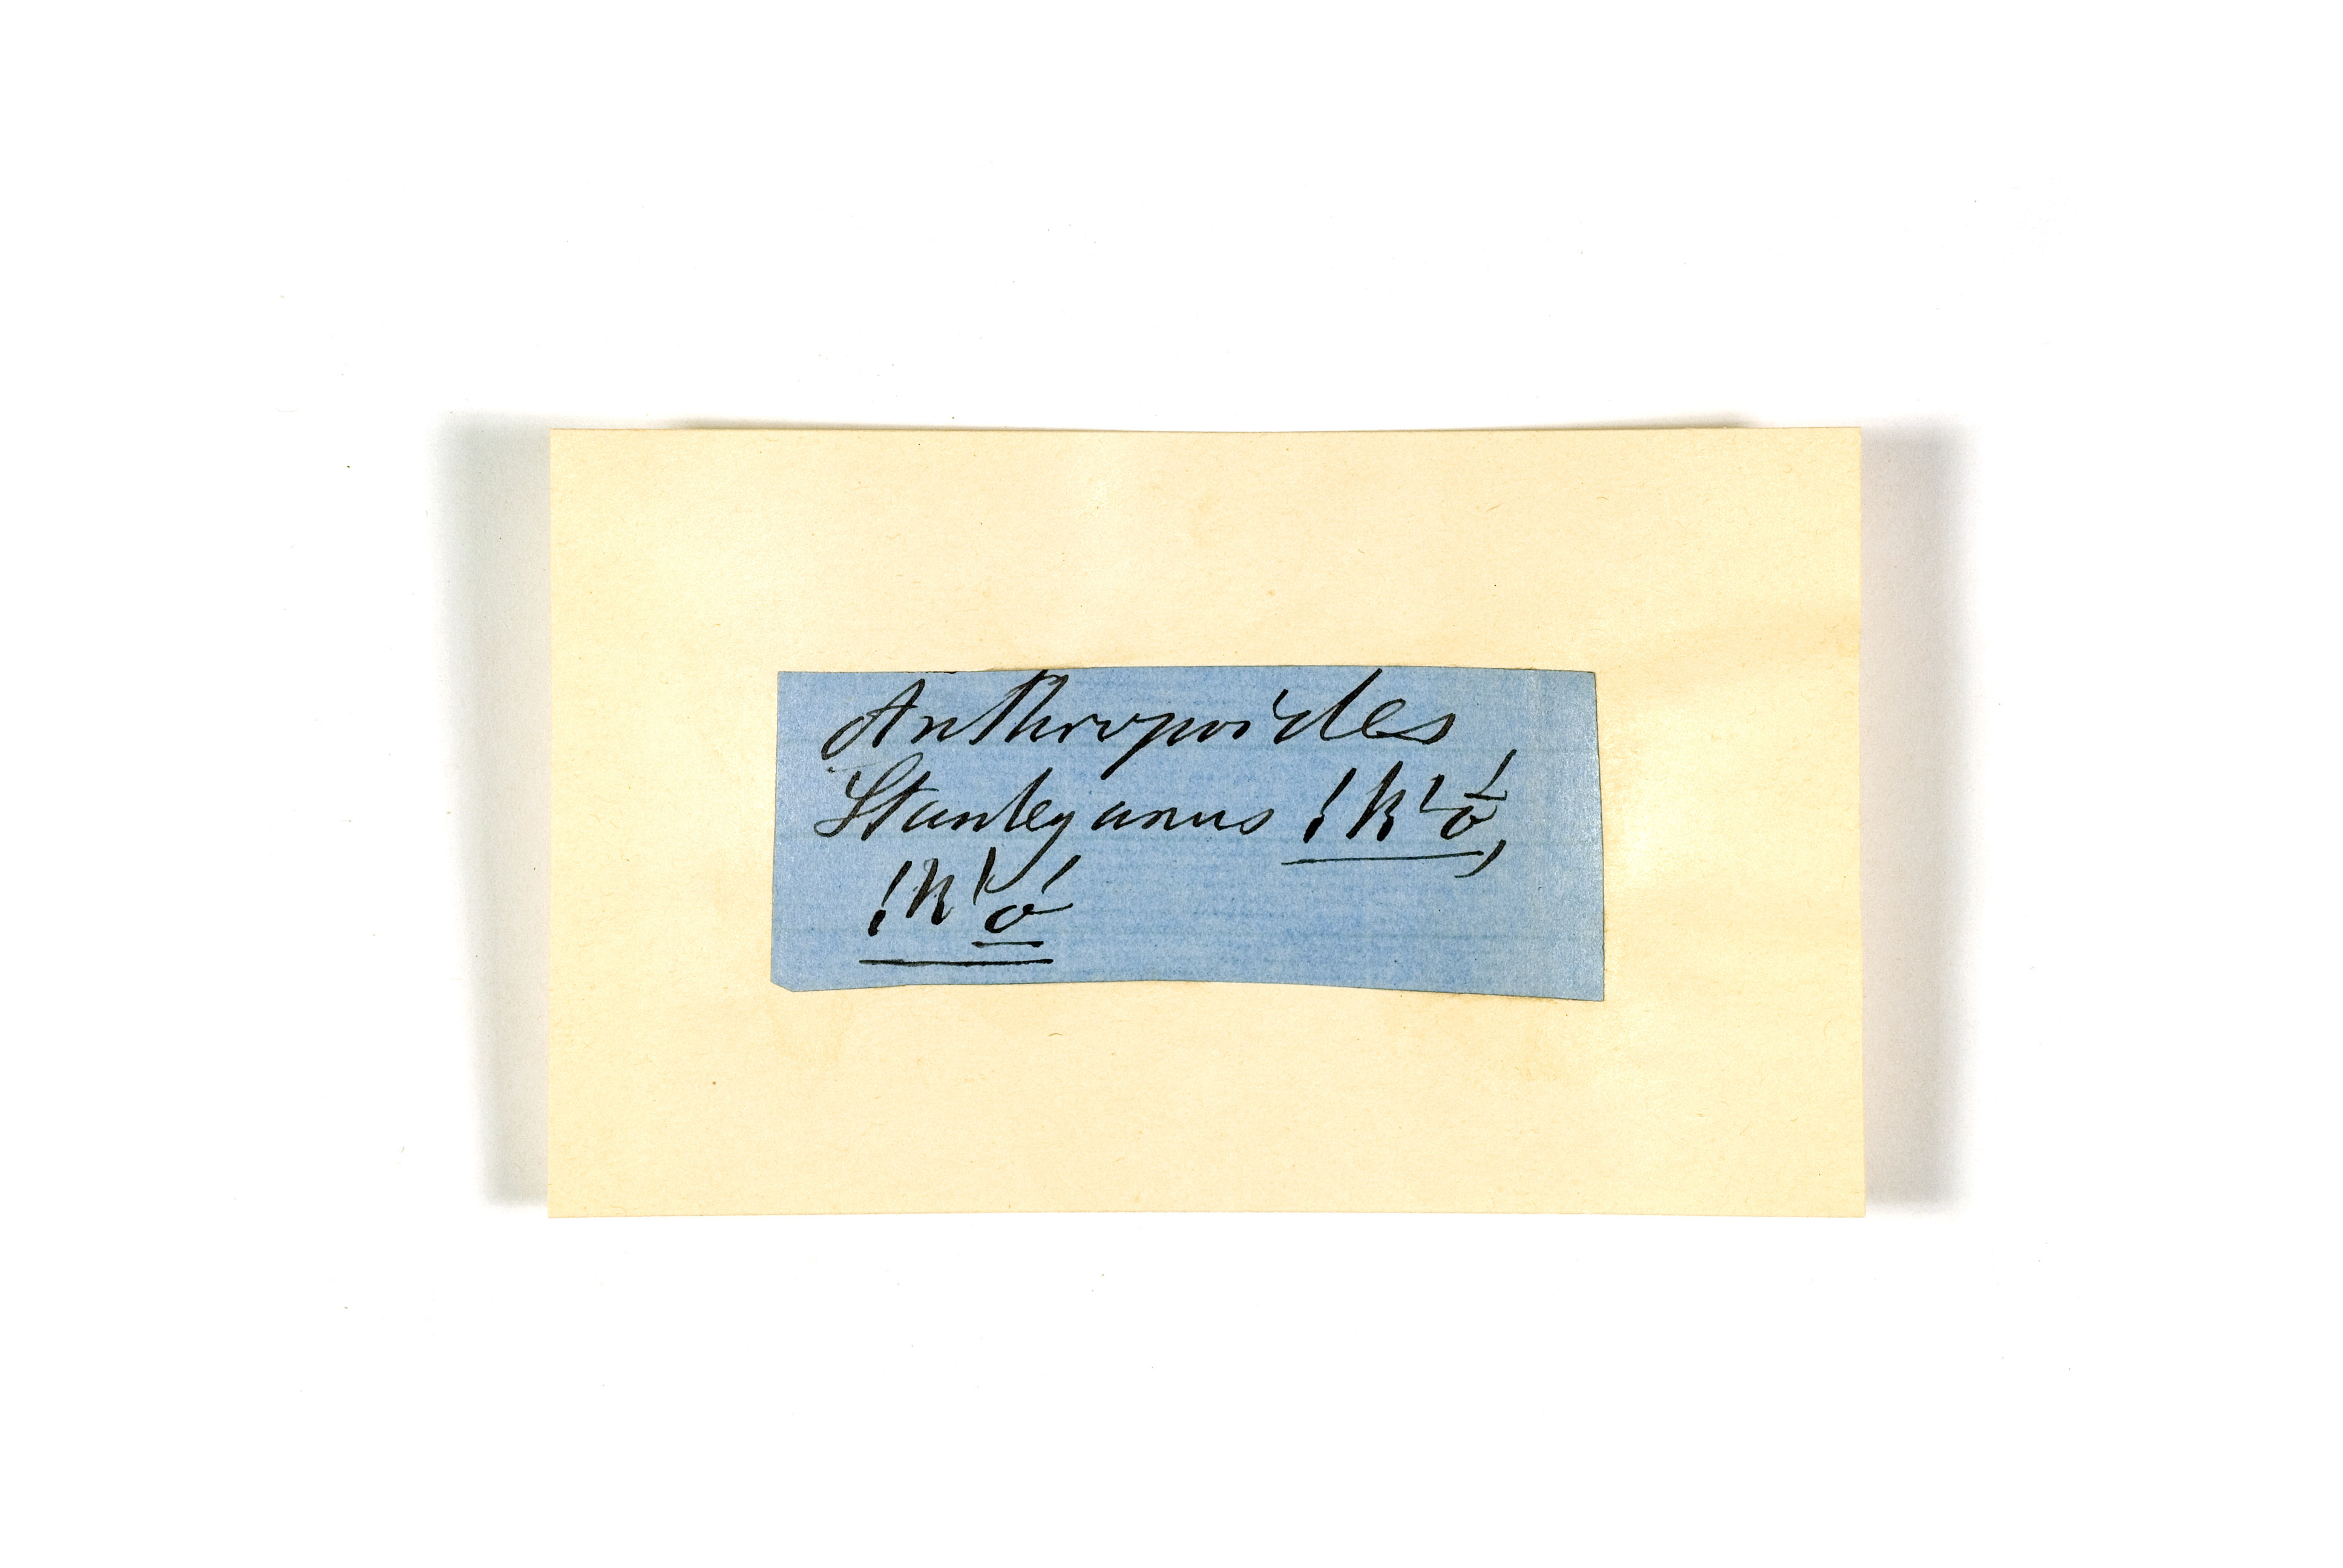 Anthropoides
Stanleyanus !k
!k